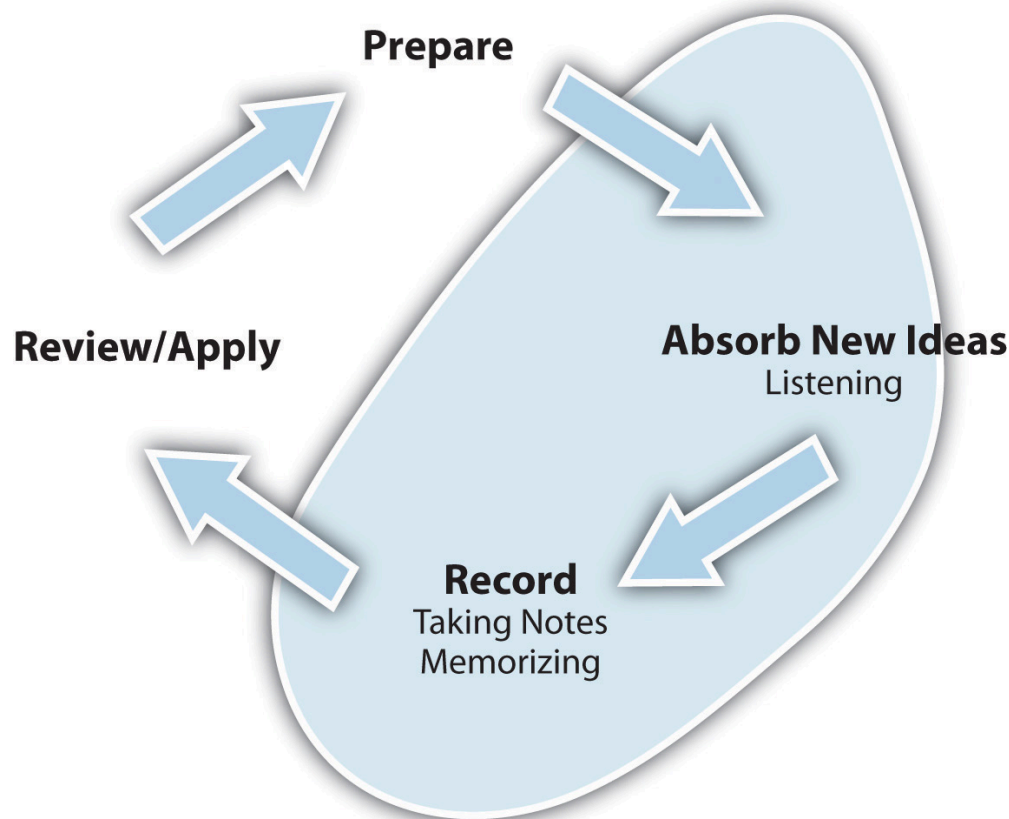 Prepare
Absorb New Ideas
Listening
Record
Taking Notes
Memorizing
Review/Apply